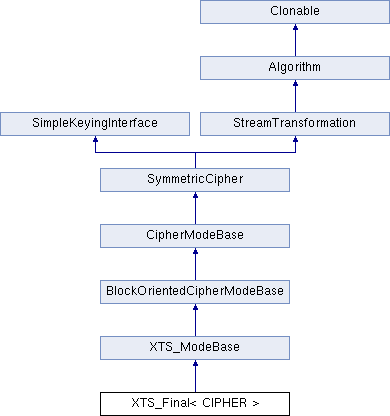 Clonable
Algorithm
SimpleKeyingInterface
StreamTransformation
SymmetricCipher
CipherModeBase
BlockOrientedCipherModeBase
XTS_ModeBase
XTS_Final< CIPHER >